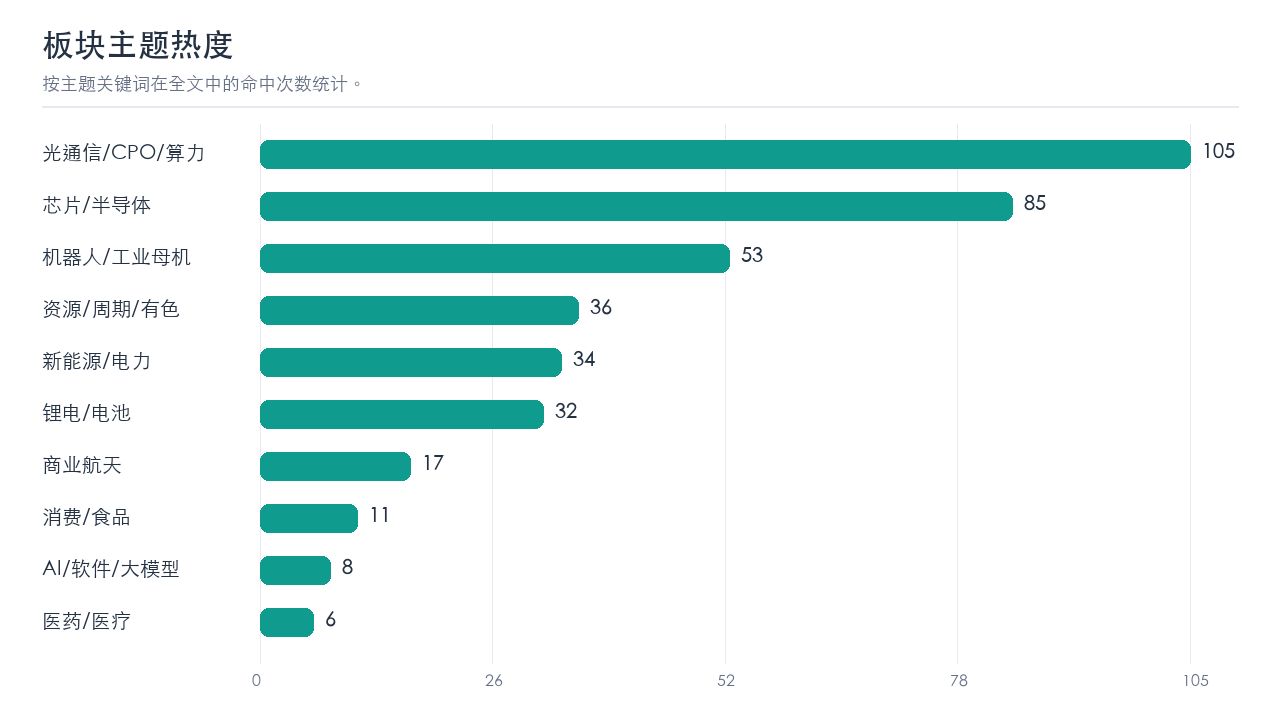 板块主题热度
按主题关键词在全文中的命中次数统计。
光通信/CPO/算力 105
芯片/半导体 85
机器人/工业母机 53
资源/周期/有色 36
新能源/电力 34
锂电/电池 32
商业航天 17
消费/食品 11
AI/软件/大模型 8
医药/医疗 6
0 26 52 78 105